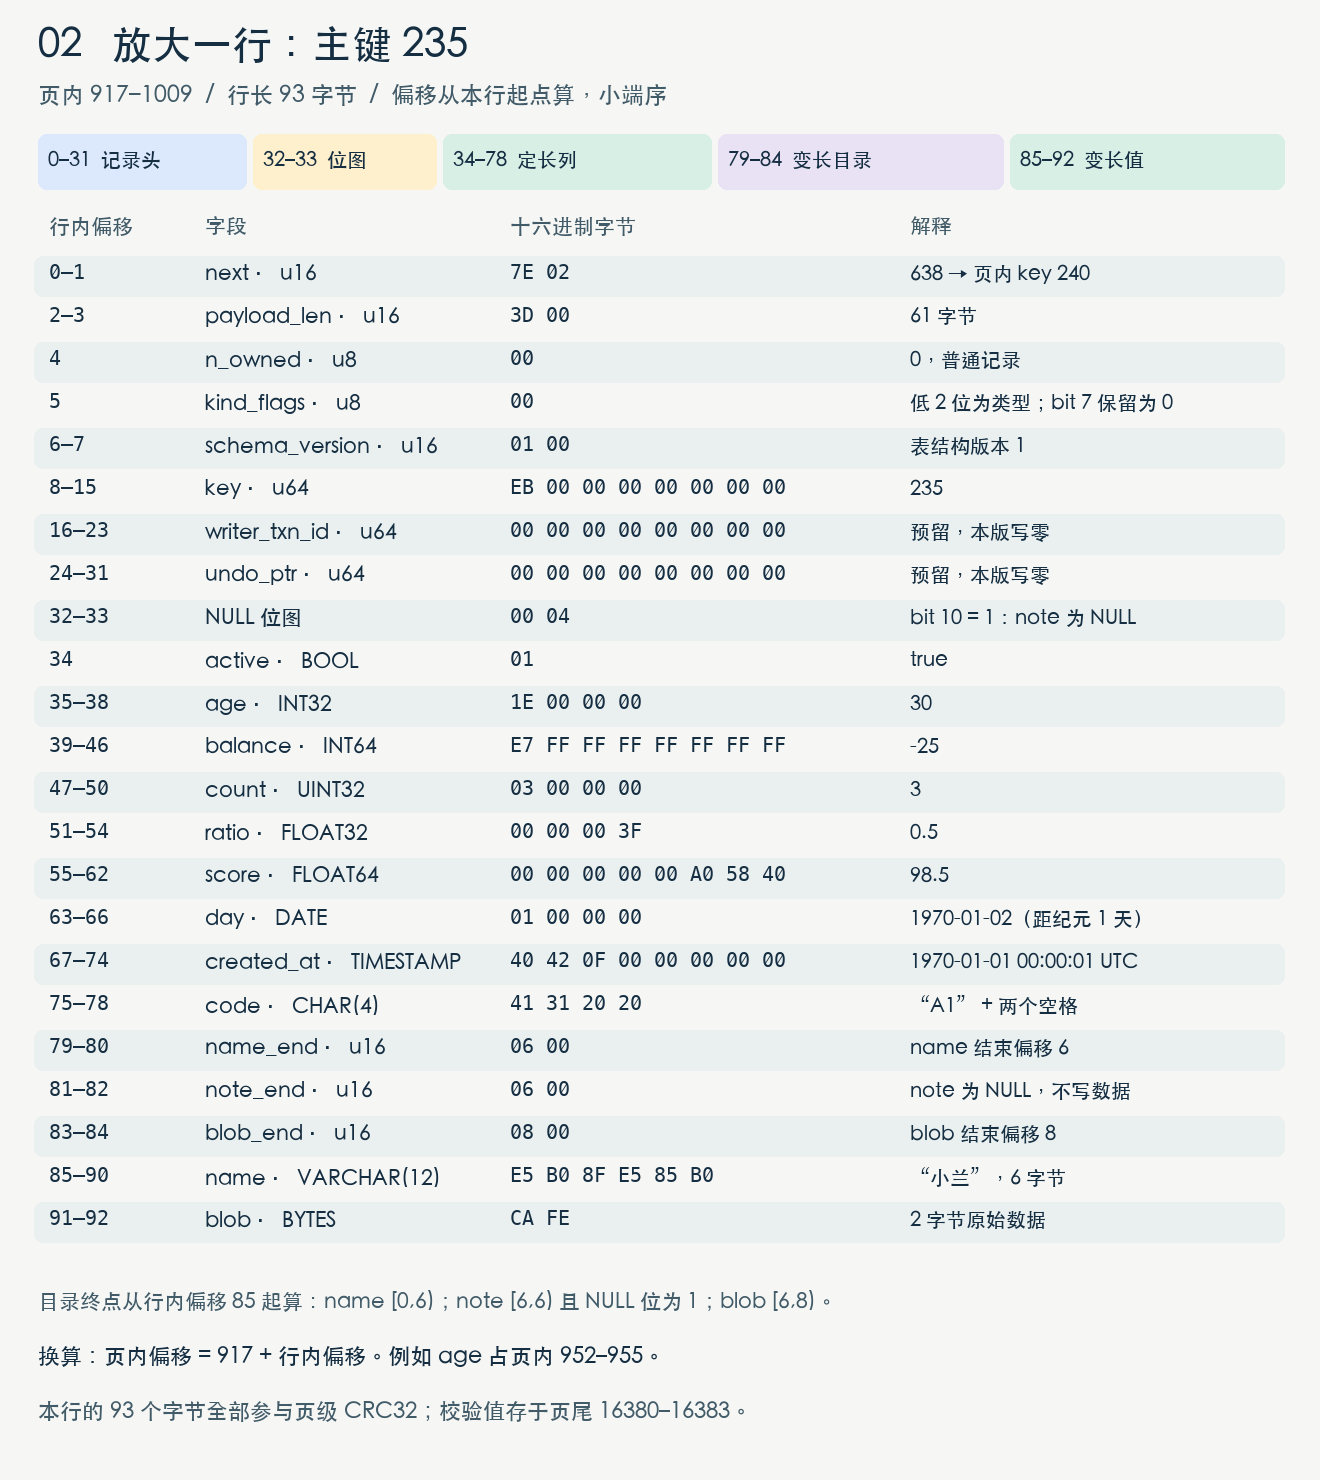 02 放大一行：主键 235
页内 917–1009 / 行长 93 字节 / 偏移从本行起点算，小端序
0–31 记录头 32–33 位图 34–78 定长列 79–84 变长目录 85–92 变长值
行内偏移 字段 十六进制字节 解释
0–1 next · u16 7E 02 638 → 页内 key 240
2–3 payload_len · u16 3D 00 61 字节
4 n_owned · u8 00 0，普通记录
5 kind_flags · u8 00 低 2 位为类型；bit 7 保留为 0
6–7 schema_version · u16 01 00 表结构版本 1
8–15 key · u64 EB 00 00 00 00 00 00 00 235
16–23 writer_txn_id · u64 00 00 00 00 00 00 00 00 预留，本版写零
24–31 undo_ptr · u64 00 00 00 00 00 00 00 00 预留，本版写零
32–33 NULL 位图 00 04 bit 10 = 1：note 为 NULL
34 active · BOOL 01 true
35–38 age · INT32 1E 00 00 00 30
39–46 balance · INT64 E7 FF FF FF FF FF FF FF -25
47–50 count · UINT32 03 00 00 00 3
51–54 ratio · FLOAT32 00 00 00 3F 0.5
55–62 score · FLOAT64 00 00 00 00 00 A0 58 40 98.5
63–66 day · DATE 01 00 00 00 1970-01-02（距纪元 1 天）
67–74 created_at · TIMESTAMP 40 42 0F 00 00 00 00 00 1970-01-01 00:00:01 UTC
75–78 code · CHAR(4) 41 31 20 20 “A1” + 两个空格
79–80 name_end · u16 06 00 name 结束偏移 6
81–82 note_end · u16 06 00 note 为 NULL，不写数据
83–84 blob_end · u16 08 00 blob 结束偏移 8
85–90 name · VARCHAR(12) E5 B0 8F E5 85 B0 “小兰”，6 字节
91–92 blob · BYTES CA FE 2 字节原始数据
目录终点从行内偏移 85 起算：name [0,6)；note [6,6) 且 NULL 位为 1；blob [6,8)。
换算：页内偏移 = 917 + 行内偏移。例如 age 占页内 952–955。
本行的 93 个字节全部参与页级 CRC32；校验值存于页尾 16380–16383。